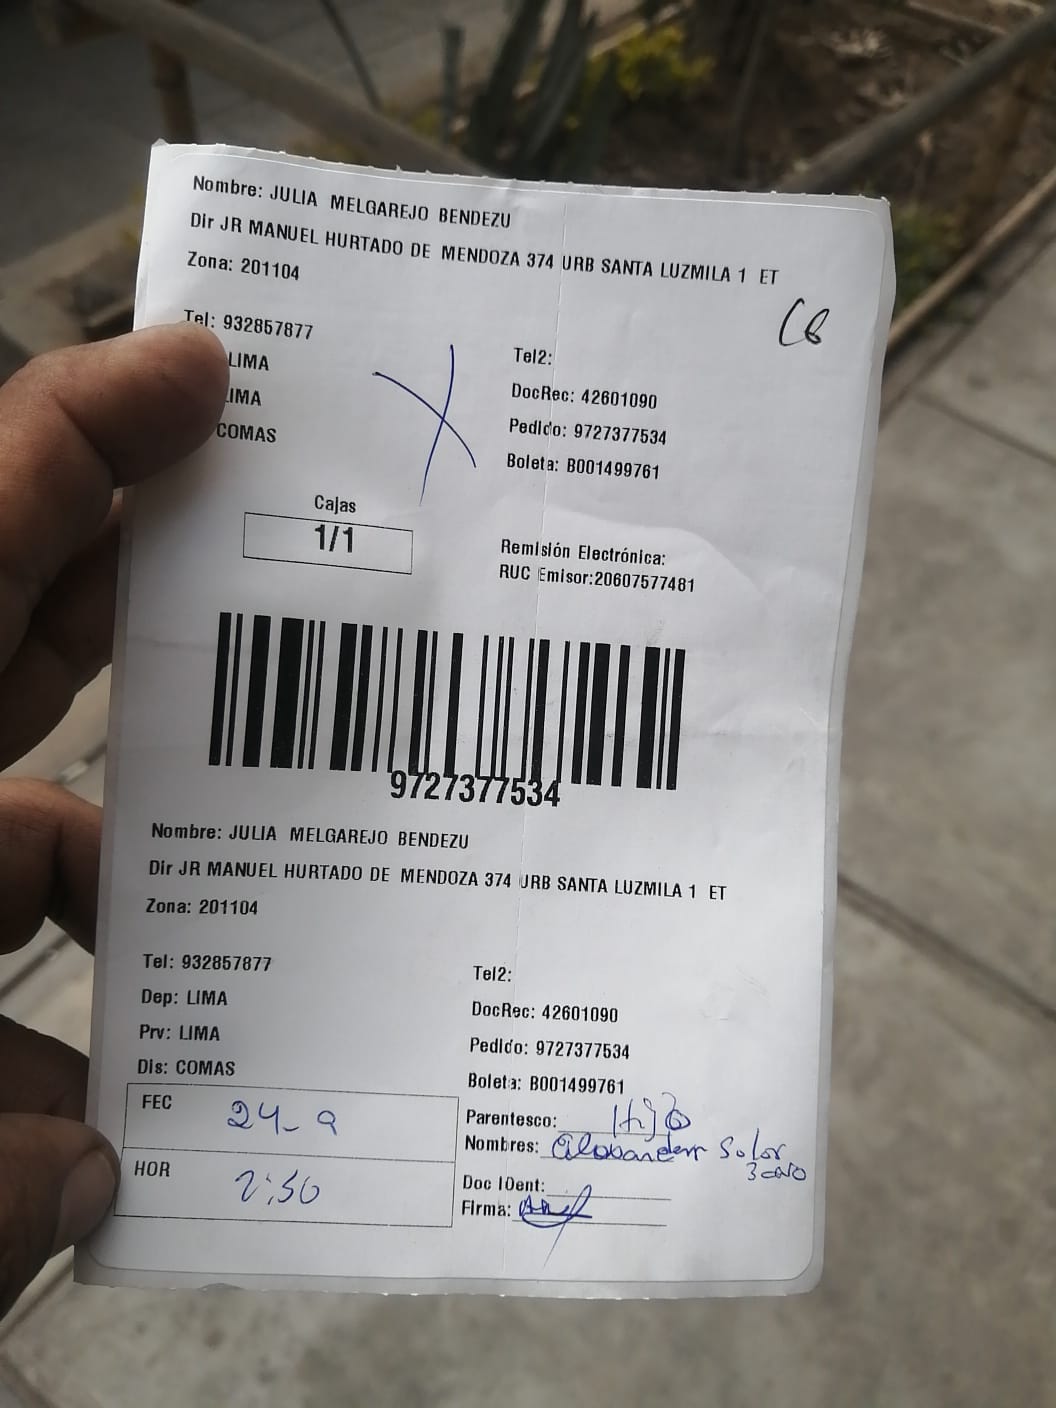 Nombre: JULIA MELGAREJO BENDEZU
Dir JR MANUEL HURTADO DE MENDOZA 374 URB SANTA LUZMILA 1 ET
Zona: 201104
Tel: 932857877
LIMA
LIMA
COMAS
Tel2:
DocRec: 42601090
Pedido: 9727377534
Boleta: B001499761
Cajas
1/1
Remisión Electrónica:
RUC Emisor:20607577481
9727377534
Nombre: JULIA MELGAREJO BENDEZU
Dir JR MANUEL HURTADO DE MENDOZA 374 URB SANTA LUZMILA 1 ET
Zona: 201104
Tel: 932857877
Dep: LIMA
Prv: LIMA
Dis: COMAS
Tel2:
DocRec: 42601090
Pedido: 9727377534
Boleta: B001499761
FEC 24-9
HOR 2:50
Parentesco: Hijo
Nombres:
Doc IDent:
Firma: